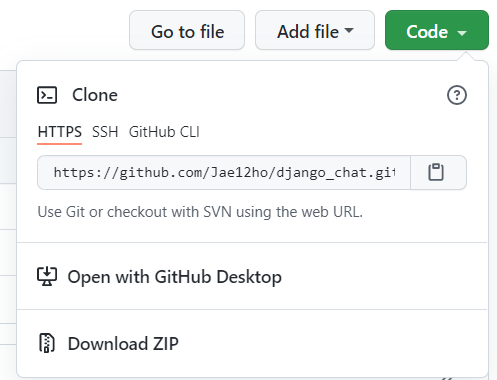 Go to file Add file Code
Clone
HTTPS SSH GitHub CLI
https://github.com/Jae12ho/django_chat.git
Use Git or checkout with SVN using the web URL.
Open with GitHub Desktop
Download ZIP